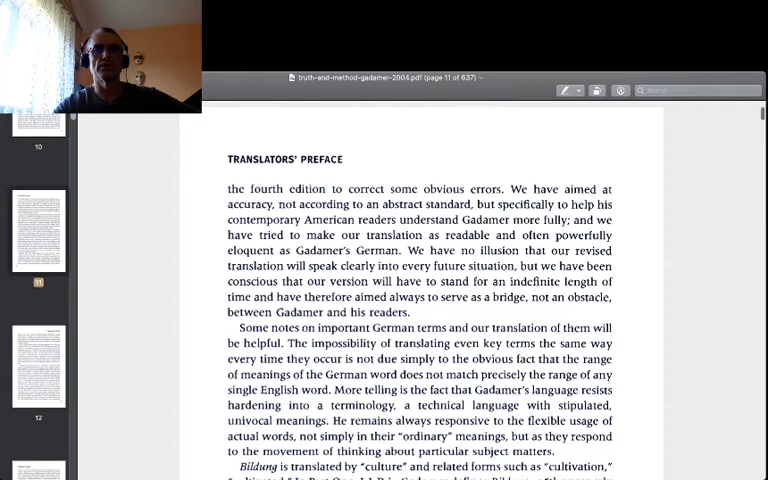 truth-and-method-gadamer-2004.pdf (page 11 of 637)
Search
10
11
12
TRANSLATORS' PREFACE
the fourth edition to correct some obvious errors. We have aimed at
accuracy, not according to an abstract standard, but specifically to help his
contemporary American readers understand Gadamer more fully; and we
have tried to make our translation as readable and often powerfully
eloquent as Gadamer's German. We have no illusion that our revised
translation will speak clearly into every future situation, but we have been
conscious that our version will have to stand for an indefinite length of
time and have therefore aimed always to serve as a bridge, not an obstacle,
between Gadamer and his readers.
Some notes on important German terms and our translation of them will
be helpful. The impossibility of translating even key terms the same way
every time they occur is not due simply to the obvious fact that the range
of meanings of the German word does not match precisely the range of any
single English word. More telling is the fact that Gadamer's language resists
hardening into a terminology, a technical language with stipulated,
univocal meanings. He remains always responsive to the flexible usage of
actual words, not simply in their "ordinary" meanings, but as they respond
to the movement of thinking about particular subject matters.
Bildung is translated by "culture" and related forms such as "cultivation,"